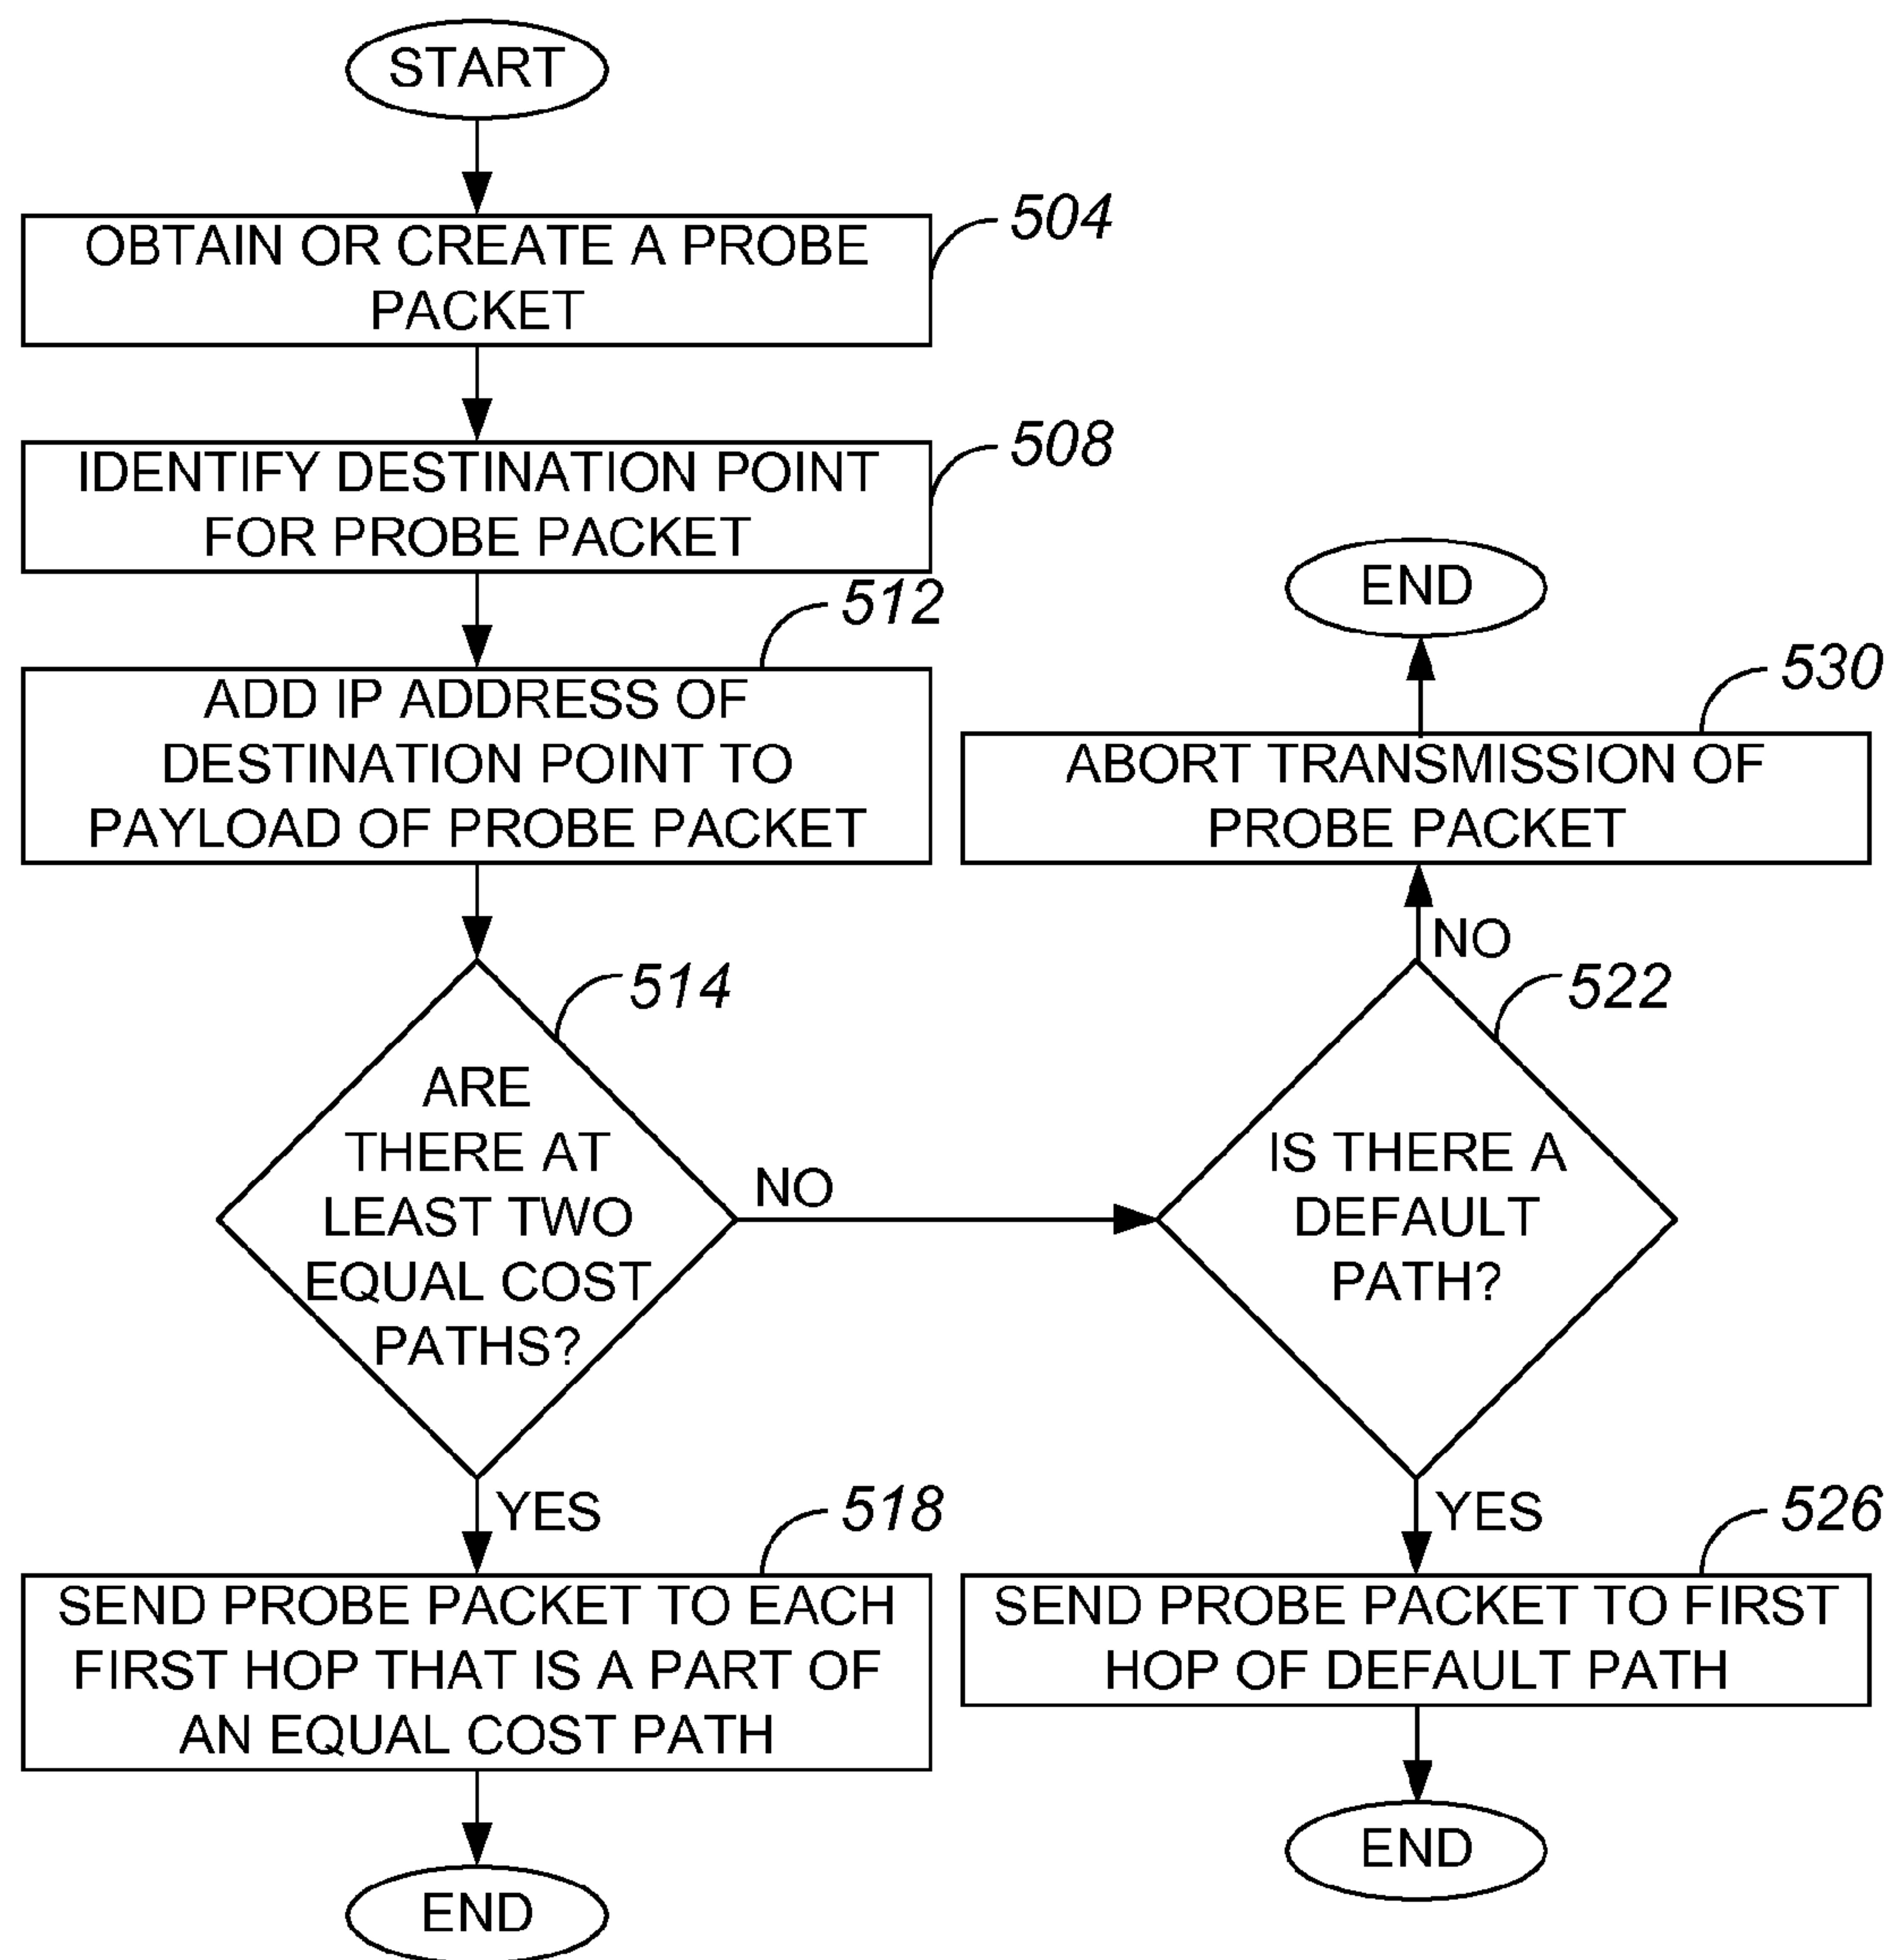 START
OBTAIN OR CREATE A PROBE
PACKET
504
IDENTIFY DESTINATION POINT
FOR PROBE PACKET
508
ADD IP ADDRESS OF
DESTINATION POINT TO
PAYLOAD OF PROBE PACKET
512
ARE
THERE AT
LEAST TWO
EQUAL COST
PATHS?
514
NO
YES
SEND PROBE PACKET TO EACH
FIRST HOP THAT IS A PART OF
AN EQUAL COST PATH
518
END
END
ABORT TRANSMISSION OF
PROBE PACKET
530
NO
IS THERE A
DEFAULT
PATH?
522
YES
SEND PROBE PACKET TO FIRST
HOP OF DEFAULT PATH
526
END